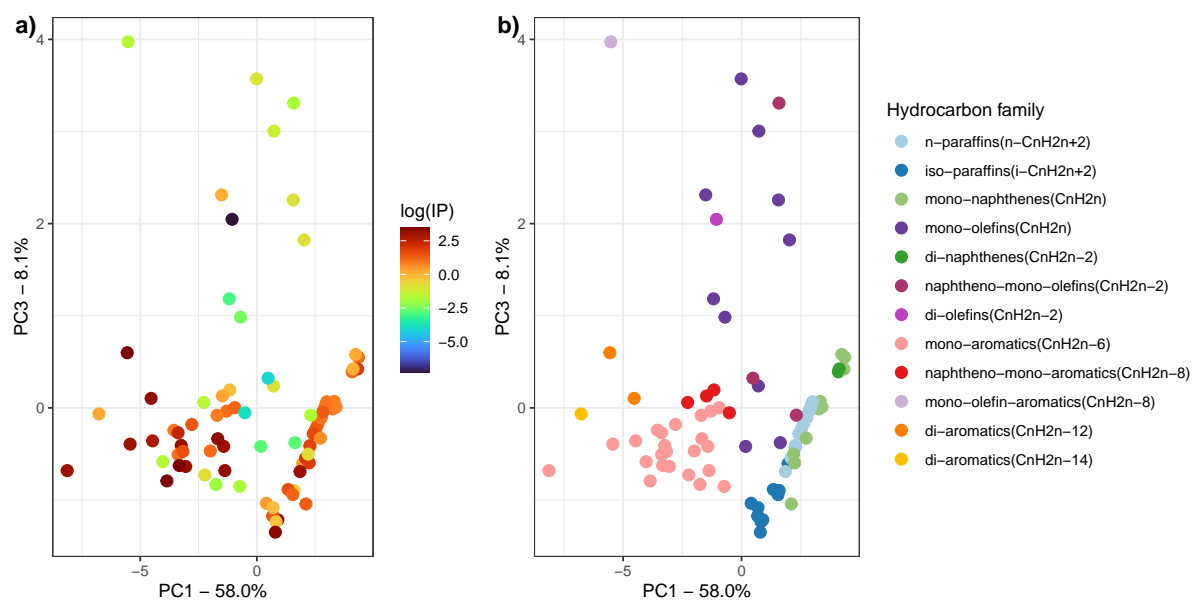 a)
4
2
0
−5
0
PC3 − 8.1%
PC1 − 58.0%
log(IP)
2.5
0.0
−2.5
−5.0
b)
4
2
0
−5
0
PC3 − 8.1%
PC1 − 58.0%
Hydrocarbon family
n−paraffins(n−CnH2n+2)
iso−paraffins(i−CnH2n+2)
mono−naphthenes(CnH2n)
mono−olefins(CnH2n)
di−naphthenes(CnH2n−2)
naphtheno−mono−olefins(CnH2n−2)
di−olefins(CnH2n−2)
mono−aromatics(CnH2n−6)
naphtheno−mono−aromatics(CnH2n−8)
mono−olefin−aromatics(CnH2n−8)
di−aromatics(CnH2n−12)
di−aromatics(CnH2n−14)